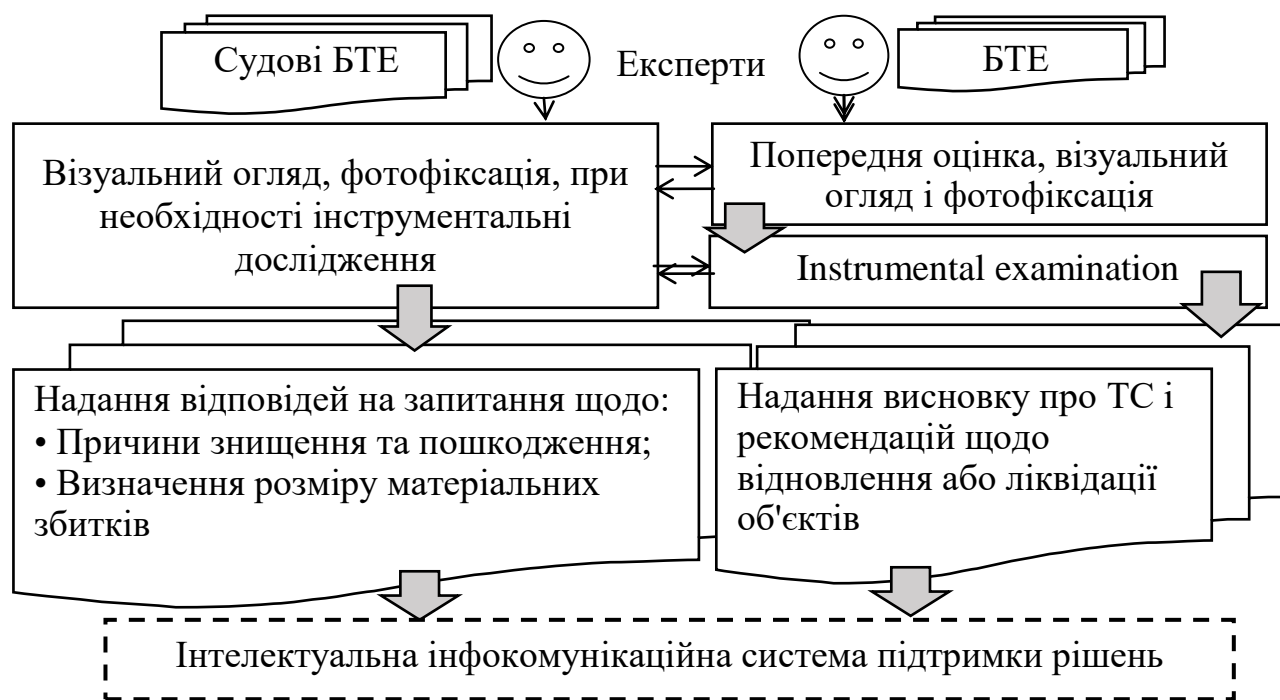 Судові БТЕ
Експерти
БТЕ
Візуальний огляд, фотофіксація, при
необхідності інструментальні
дослідження
Попередня оцінка, візуальний
огляд і фотофіксація
Instrumental examination
Надання відповідей на запитання щодо:
• Причини знищення та пошкодження;
• Визначення розміру матеріальних
збитків
Надання висновку про ТС і
рекомендацій щодо
відновлення або ліквідації
об'єктів
Інтелектуальна інфокомунікаційна система підтримки рішень